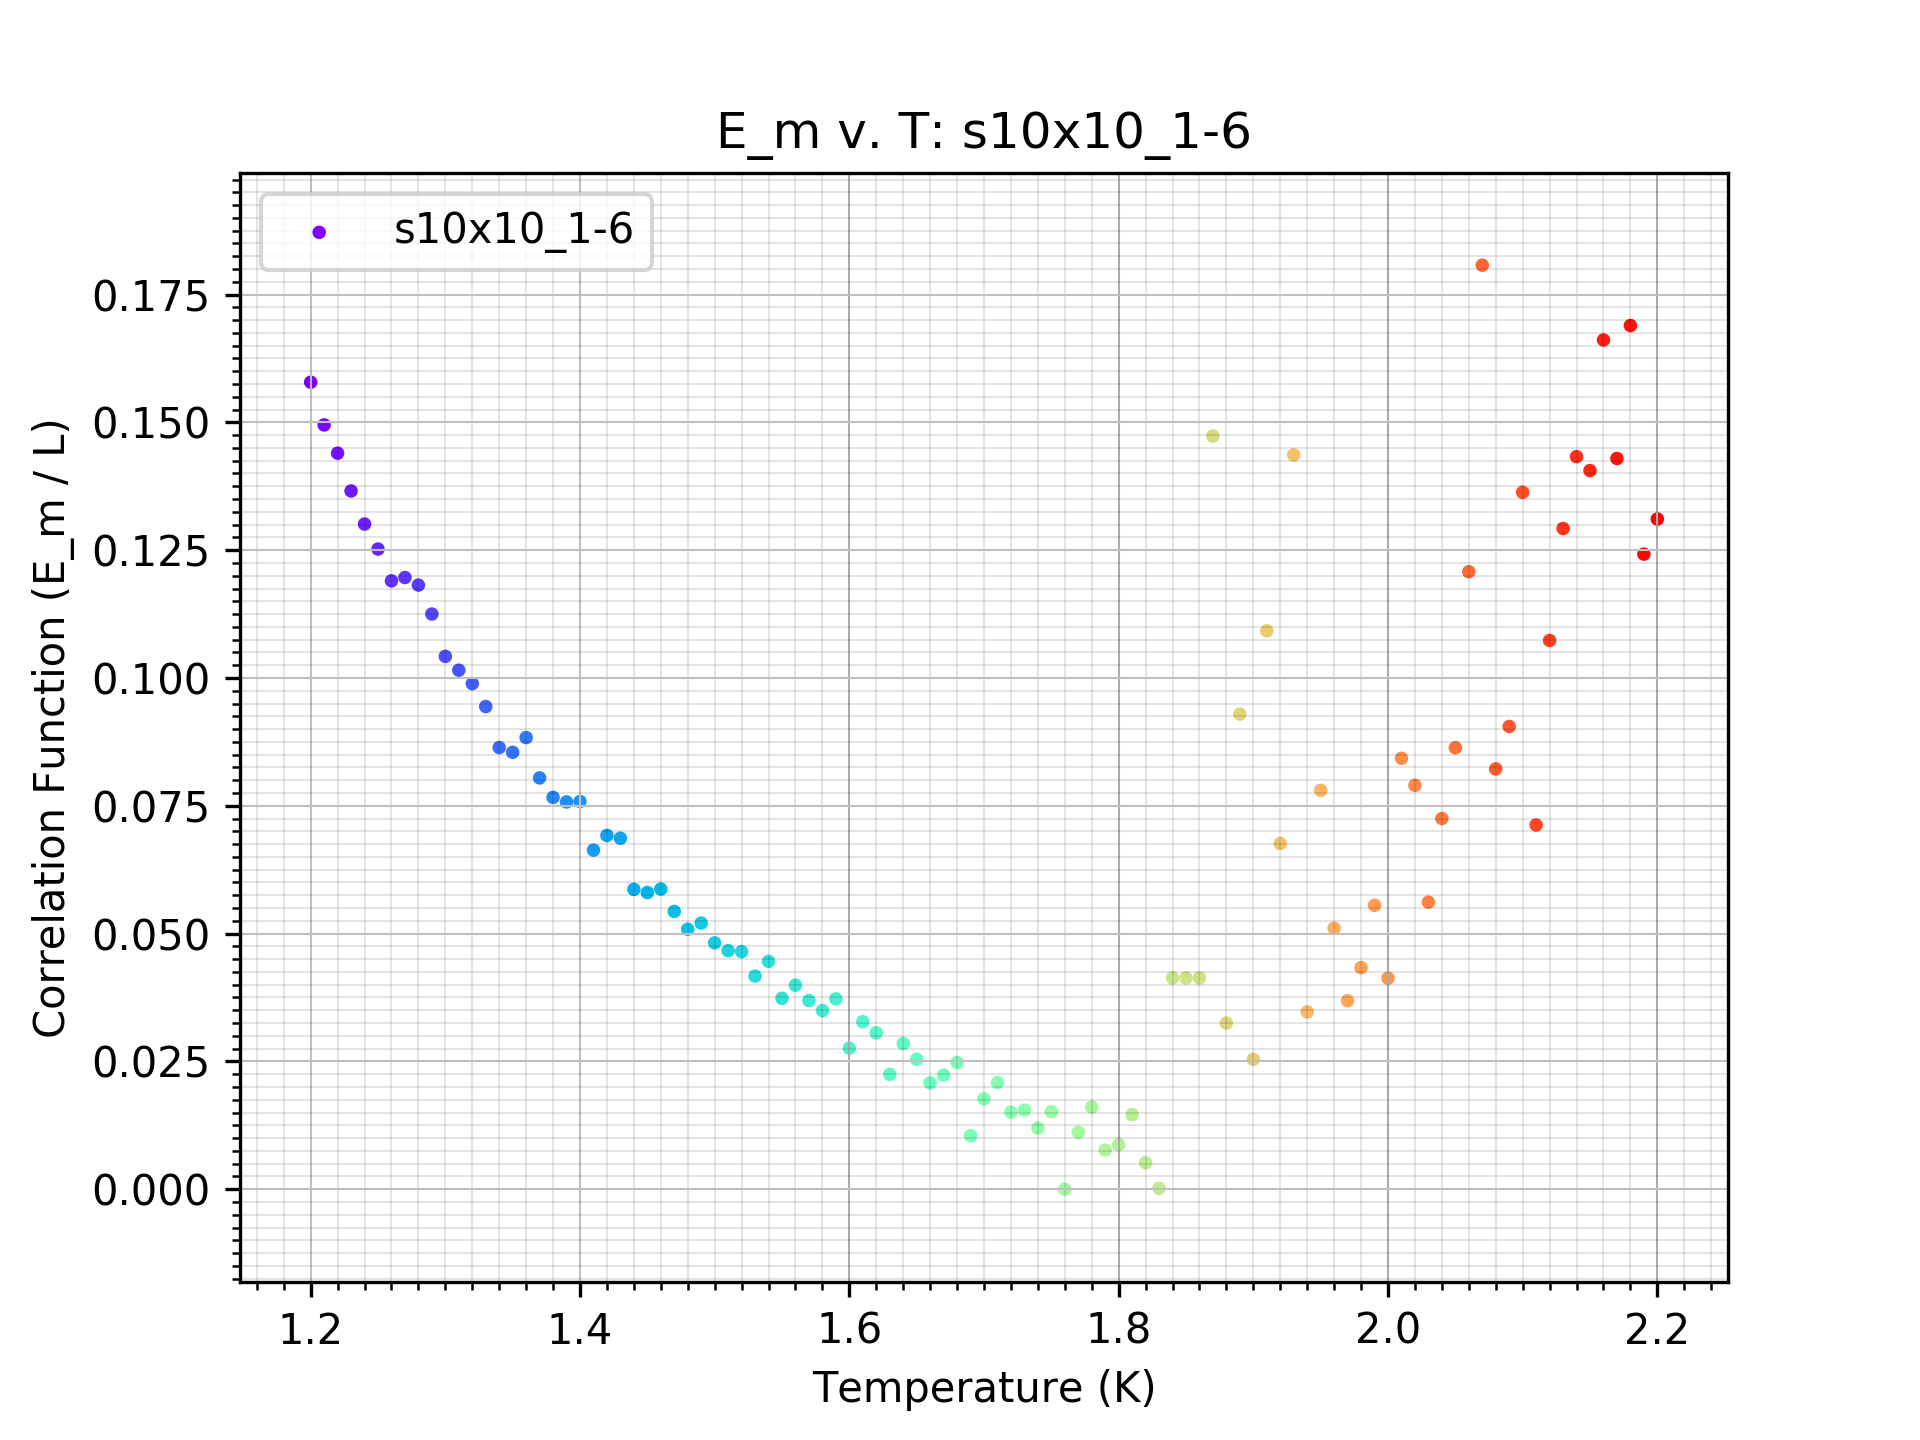 E_m v. T: s10x10_1-6
s10x10_1-6
Correlation Function (E_m / L)
0.175
0.150
0.125
0.100
0.075
0.050
0.025
0.000
1.2 1.4 1.6 1.8 2.0 2.2
Temperature (K)